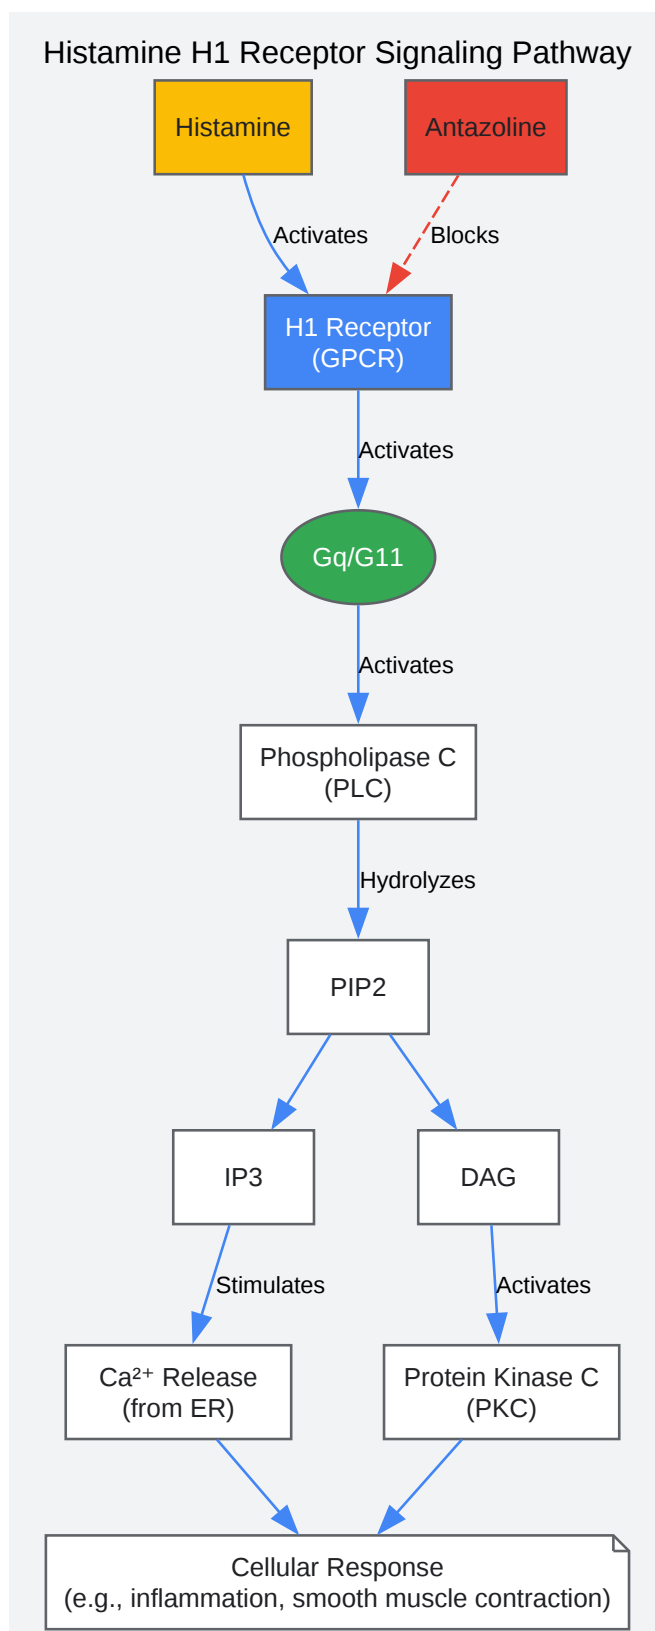 Histamine H1 Receptor Signaling Pathway
Histamine
Antazoline
Activates
Blocks
H1 Receptor
(GPCR)
Activates
Gq/G11
Activates
Phospholipase C
(PLC)
Hydrolyzes
PIP2
IP3
DAG
Stimulates
Activates
Ca²⁺ Release
(from ER)
Protein Kinase C
(PKC)
Cellular Response
(e.g., inflammation, smooth muscle contraction)